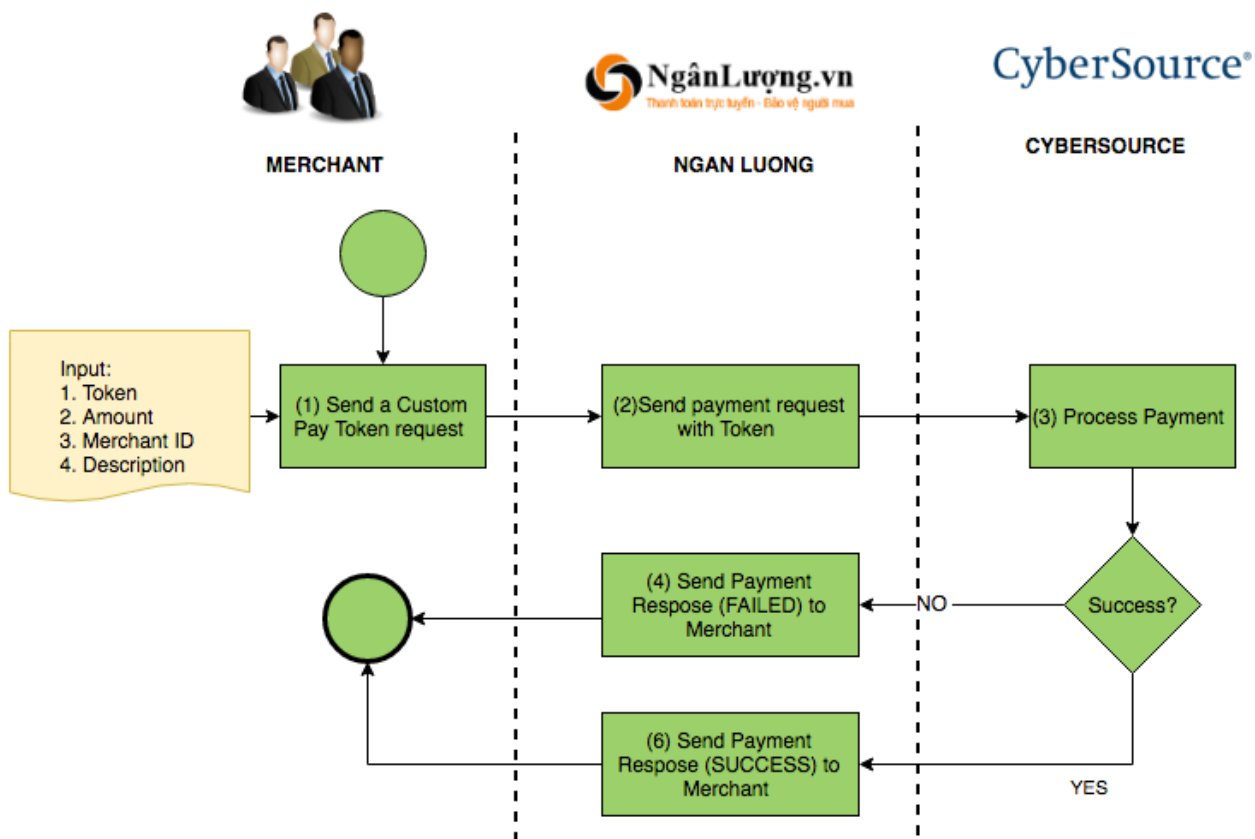 NgânLượng.vn
Thanh toán trực tuyến - Bảo vệ người mua
CyberSource®
MERCHANT
NGAN LUONG
CYBERSOURCE
Input:
1. Token
2. Amount
3. Merchant ID
4. Description
(1) Send a Custom
Pay Token request
(2)Send payment request
with Token
(3) Process Payment
Success?
NO
(4) Send Payment
Respose (FAILED) to
Merchant
(6) Send Payment
Respose (SUCCESS) to
Merchant
YES